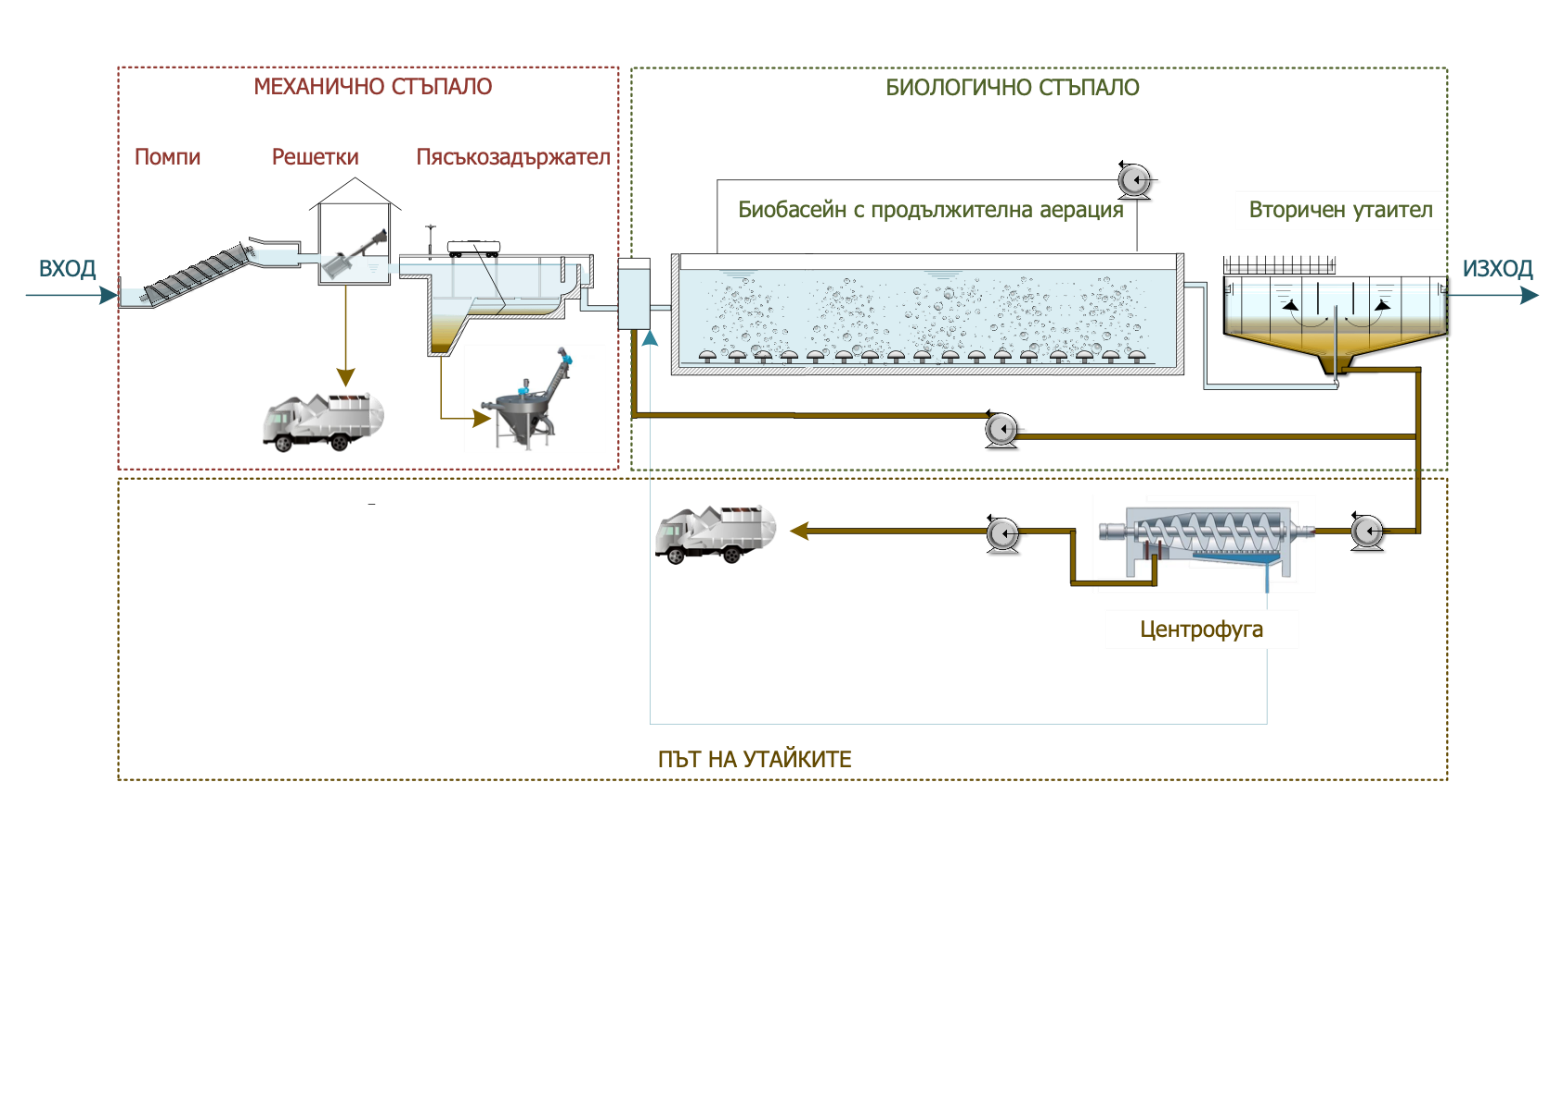 МЕХАНИЧНО СТЪПАЛО
БИОЛОГИЧНО СТЪПАЛО
Помпи
Решетки
Пясъкозадържател
Биобасейн с продължителна аерация
Вторичен утаител
ВХОД
ИЗХОД
Центрофуга
ПЪТ НА УТАЙКИТЕ